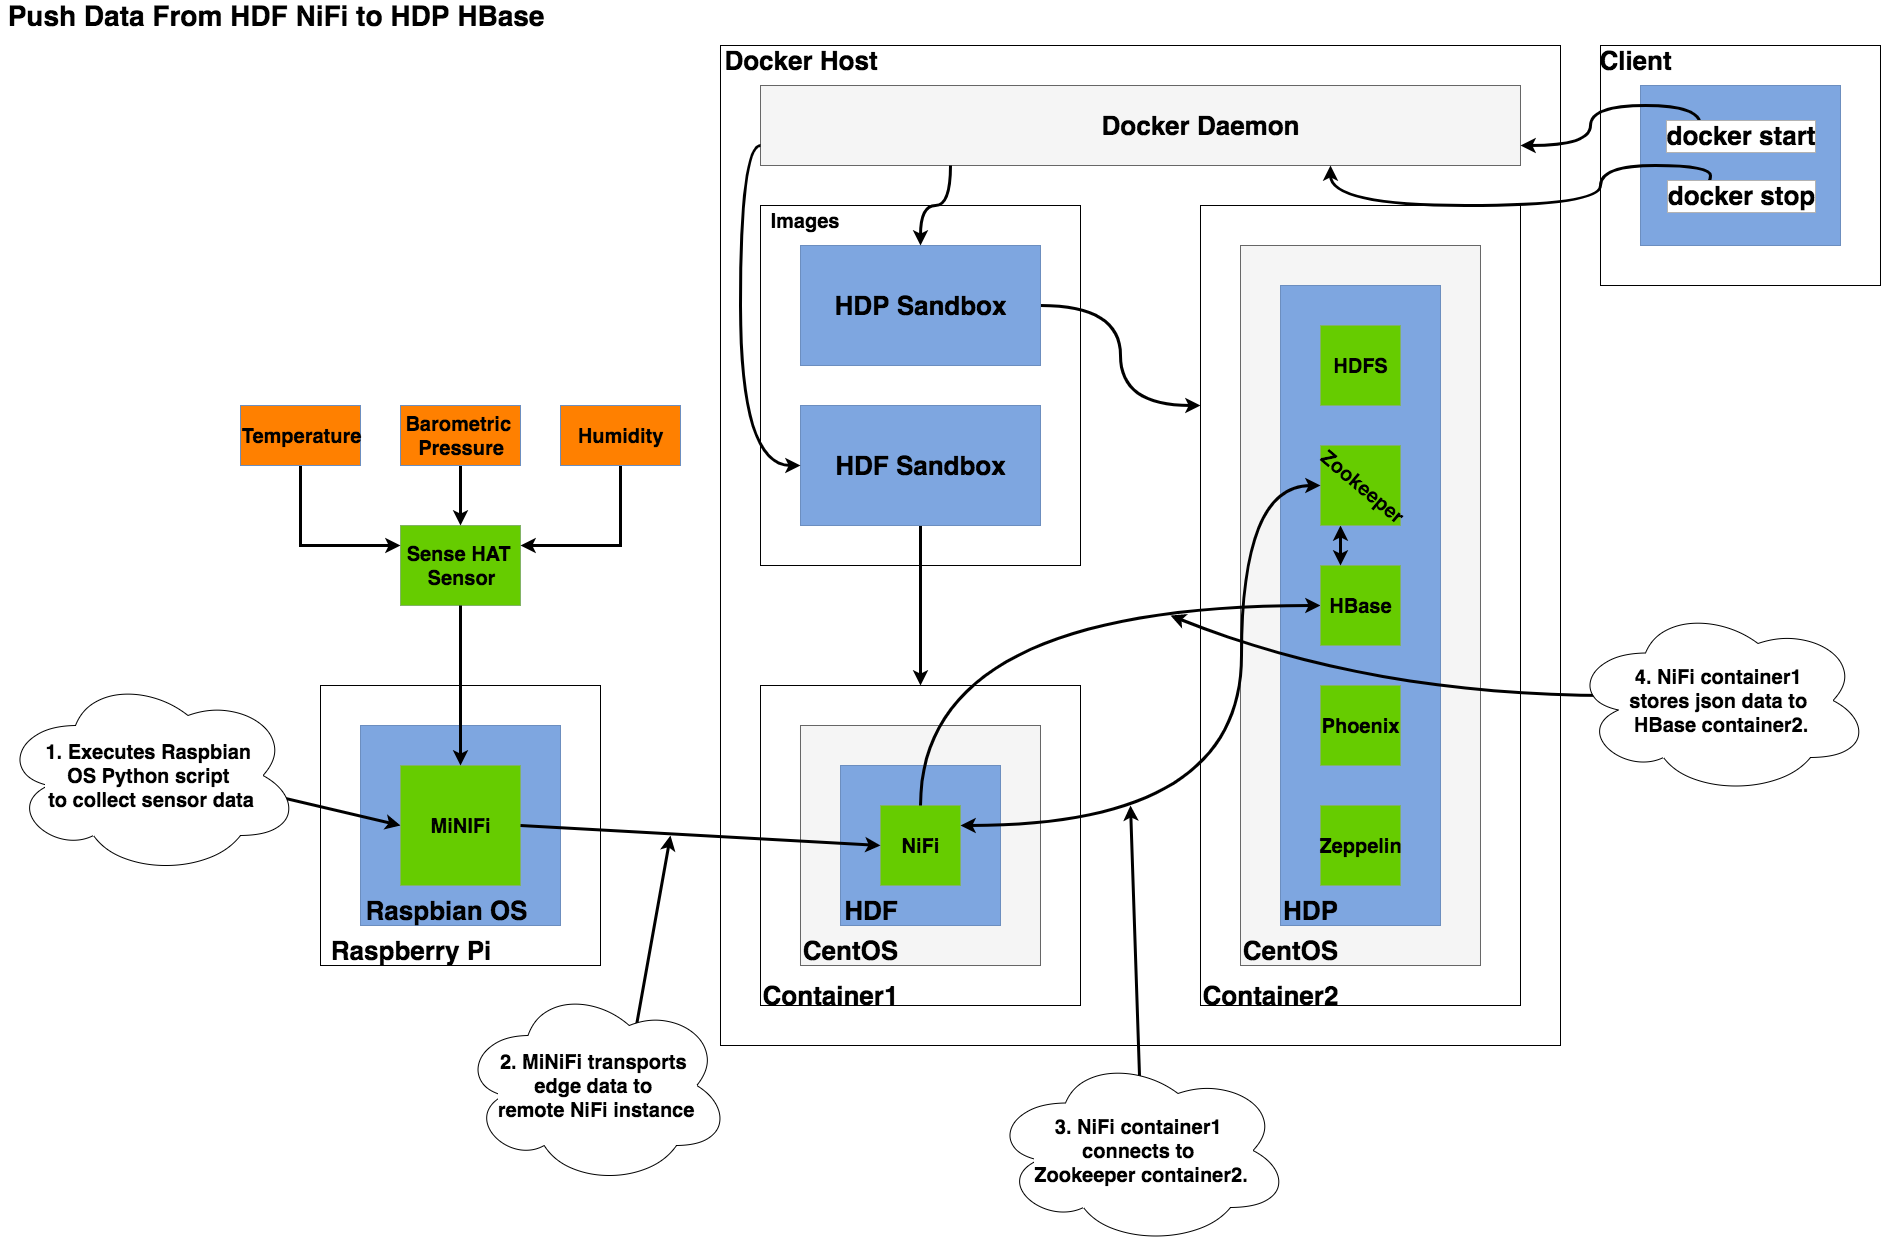 Push Data From HDF NiFi to HDP HBase
Docker Host
Client
Docker Daemon
docker start
docker stop
Images
HDP Sandbox
HDF Sandbox
HDFS
Zookeeper
HBase
Phoenix
Zeppelin
HDP
CentOS
Container2
Temperature
Barometric
Pressure
Humidity
Sense HAT
Sensor
1. Executes Raspbian
OS Python script
to collect sensor data
MiNIFi
Raspbian OS
Raspberry Pi
NiFi
HDF
CentOS
Container1
4. NiFi container1
stores json data to
HBase container2.
2. MiNiFi transports
edge data to
remote NiFi instance
3. NiFi container1
connects to
Zookeeper container2.